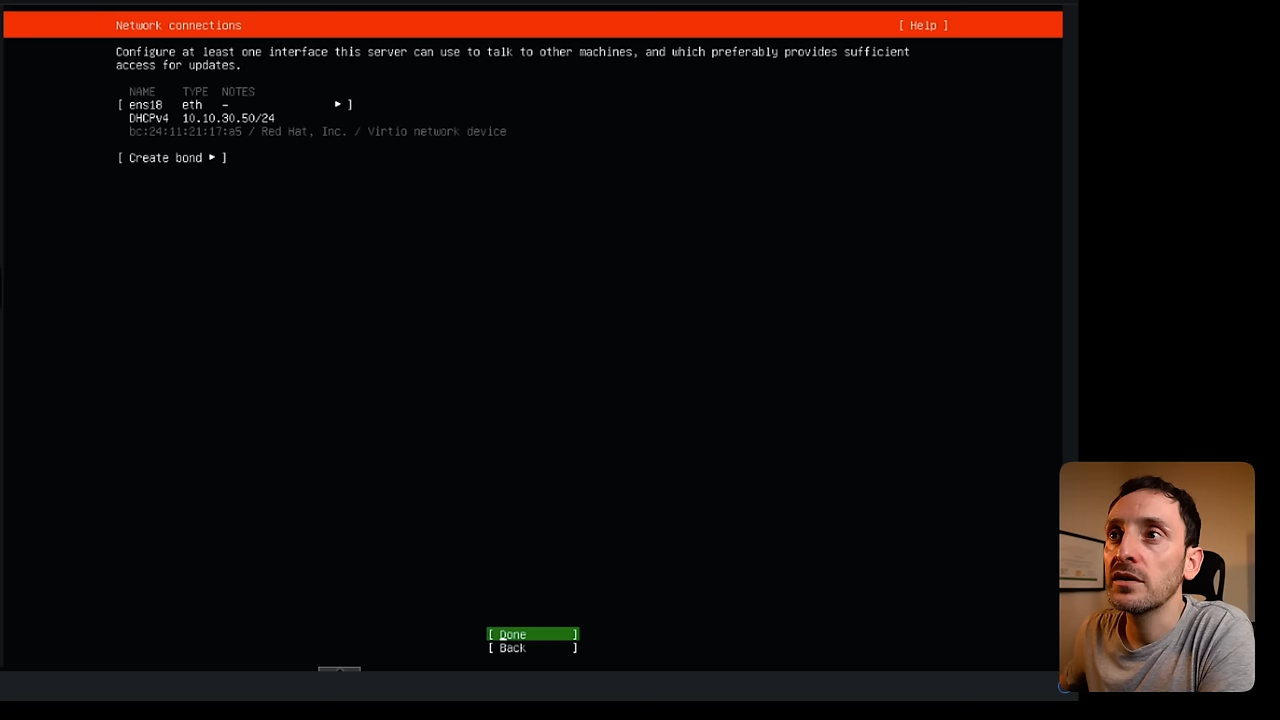 Network connections [ Help ]
Configure at least one interface this server can use to talk to other machines, and which preferably provides sufficient
access for updates.
NAME TYPE NOTES
[ ens18 eth – ▸ ]
DHCPv4 10.10.30.50/24
bc:24:11:21:17:a5 / Red Hat, Inc. / Virtio network device
[ Create bond ▸ ]
[ Done ]
[ Back ]